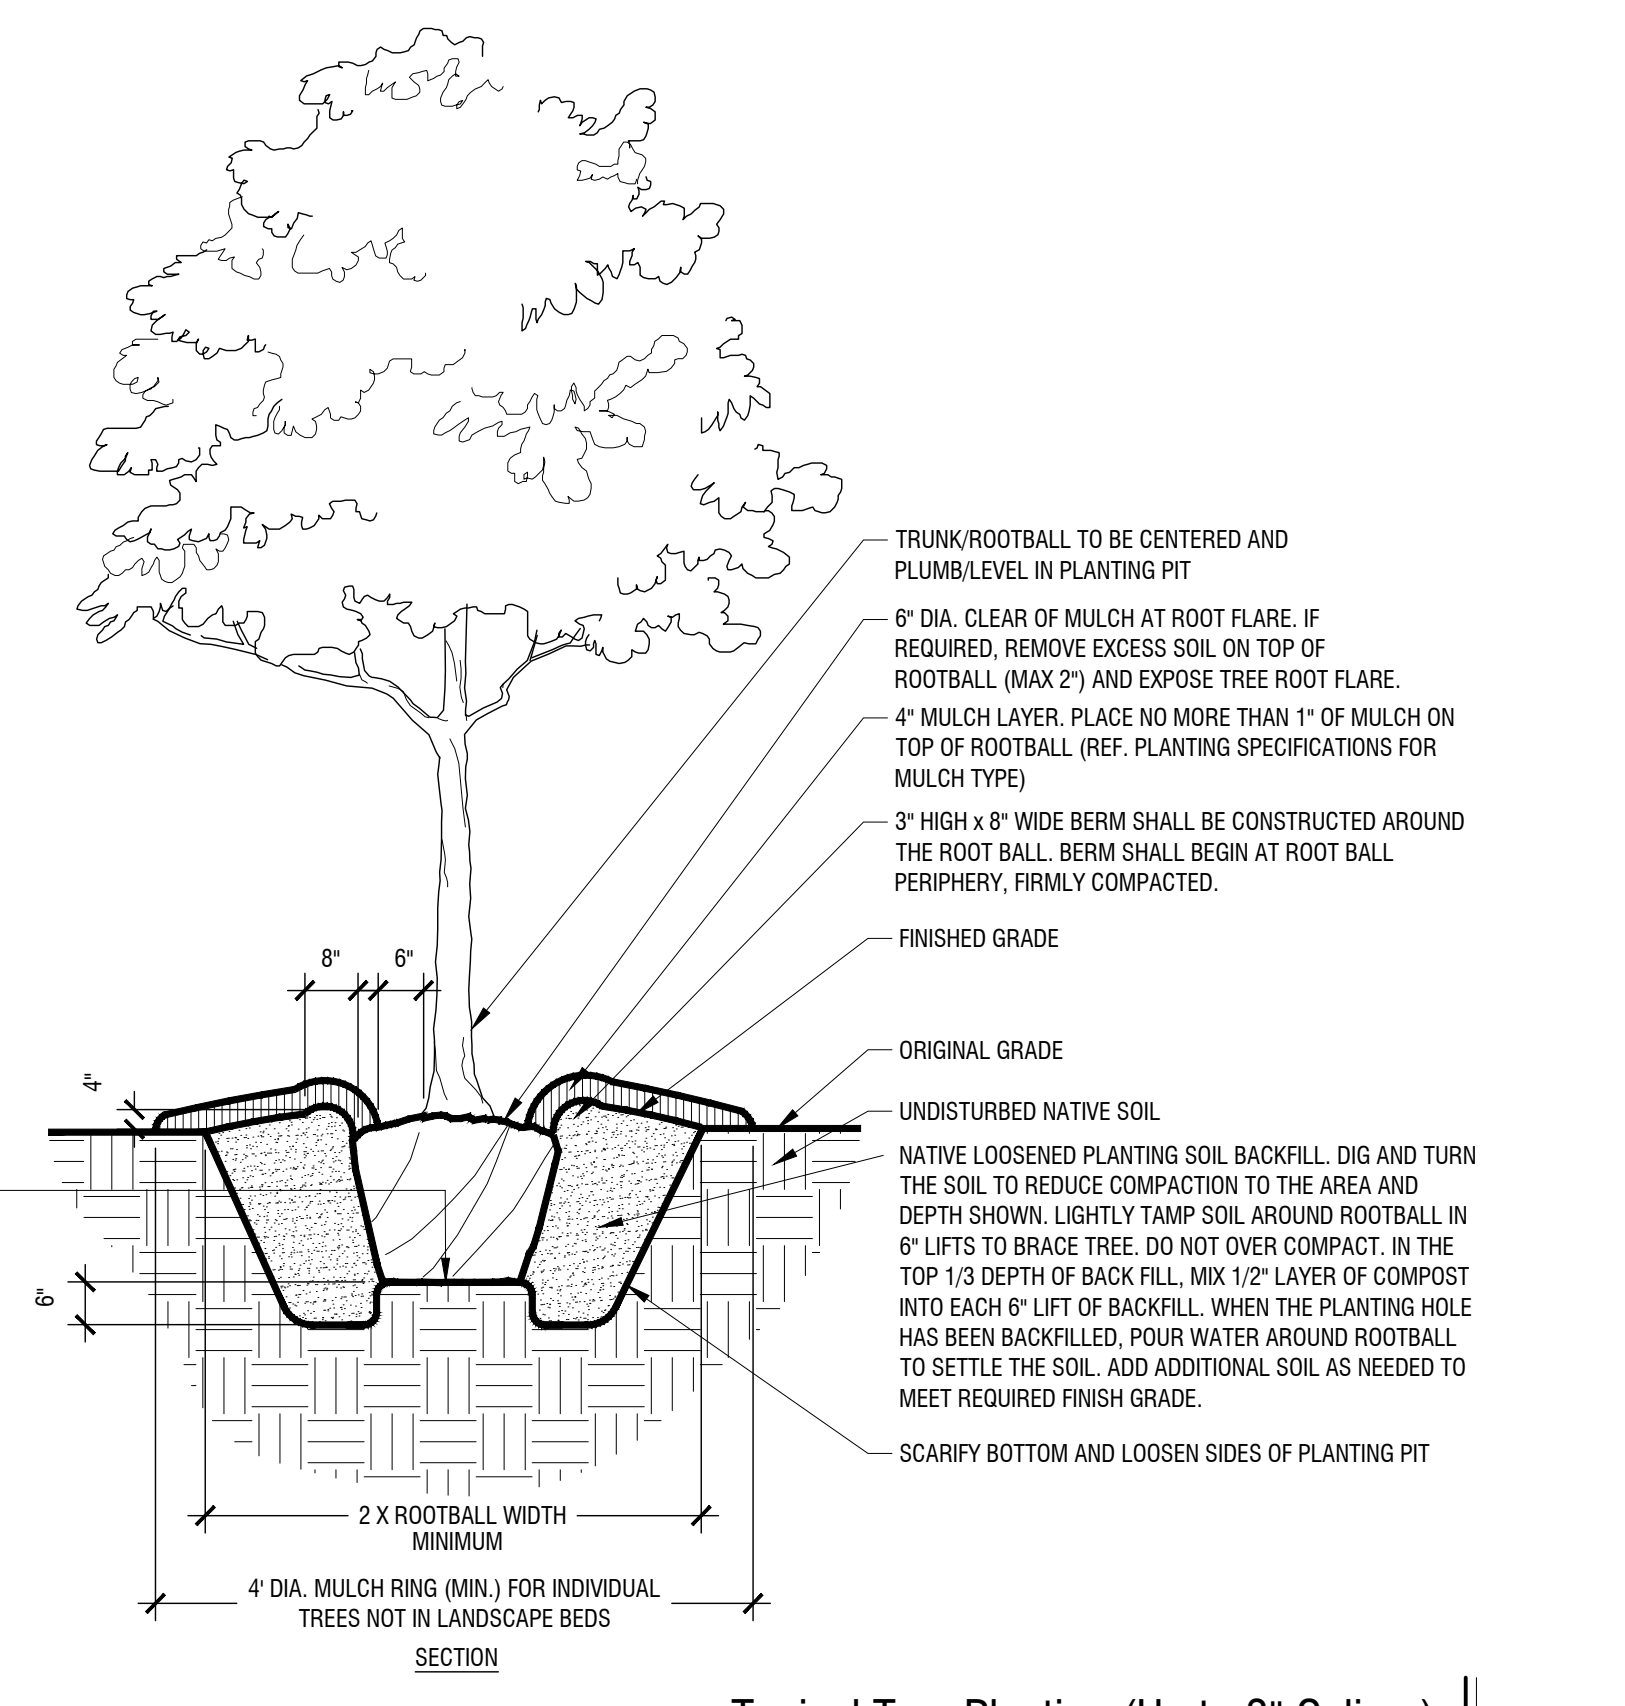 TRUNK/ROOTBALL TO BE CENTERED AND
PLUMB/LEVEL IN PLANTING PIT
6" DIA. CLEAR OF MULCH AT ROOT FLARE. IF
REQUIRED, REMOVE EXCESS SOIL ON TOP OF
ROOTBALL (MAX 2") AND EXPOSE TREE ROOT FLARE.
4" MULCH LAYER. PLACE NO MORE THAN 1" OF MULCH ON
TOP OF ROOTBALL (REF. PLANTING SPECIFICATIONS FOR
MULCH TYPE)
3" HIGH x 8" WIDE BERM SHALL BE CONSTRUCTED AROUND
THE ROOT BALL. BERM SHALL BEGIN AT ROOT BALL
PERIPHERY, FIRMLY COMPACTED.
FINISHED GRADE
8" 6"
ORIGINAL GRADE
4"
UNDISTURBED NATIVE SOIL
NATIVE LOOSENED PLANTING SOIL BACKFILL. DIG AND TURN
THE SOIL TO REDUCE COMPACTION TO THE AREA AND
DEPTH SHOWN. LIGHTLY TAMP SOIL AROUND ROOTBALL IN
6" LIFTS TO BRACE TREE. DO NOT OVER COMPACT. IN THE
TOP 1/3 DEPTH OF BACK FILL, MIX 1/2" LAYER OF COMPOST
INTO EACH 6" LIFT OF BACKFILL. WHEN THE PLANTING HOLE
HAS BEEN BACKFILLED, POUR WATER AROUND ROOTBALL
TO SETTLE THE SOIL. ADD ADDITIONAL SOIL AS NEEDED TO
MEET REQUIRED FINISH GRADE.
6"
SCARIFY BOTTOM AND LOOSEN SIDES OF PLANTING PIT
2 X ROOTBALL WIDTH
MINIMUM
4' DIA. MULCH RING (MIN.) FOR INDIVIDUAL
TREES NOT IN LANDSCAPE BEDS
SECTION